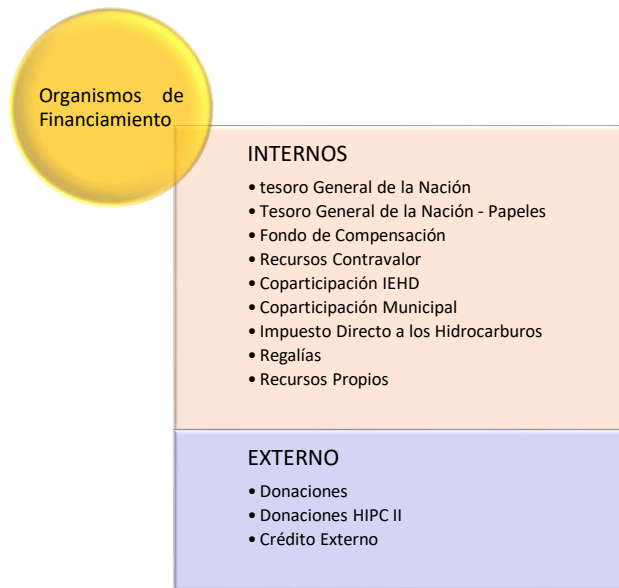 Organismos de
Financiamiento
INTERNOS
• tesoro General de la Nación
• Tesoro General de la Nación - Papeles
• Fondo de Compensación
• Recursos Contravalor
• Coparticipación IEHD
• Coparticipación Municipal
• Impuesto Directo a los Hidrocarburos
• Regalías
• Recursos Propios
EXTERNO
• Donaciones
• Donaciones HIPC II
• Crédito Externo